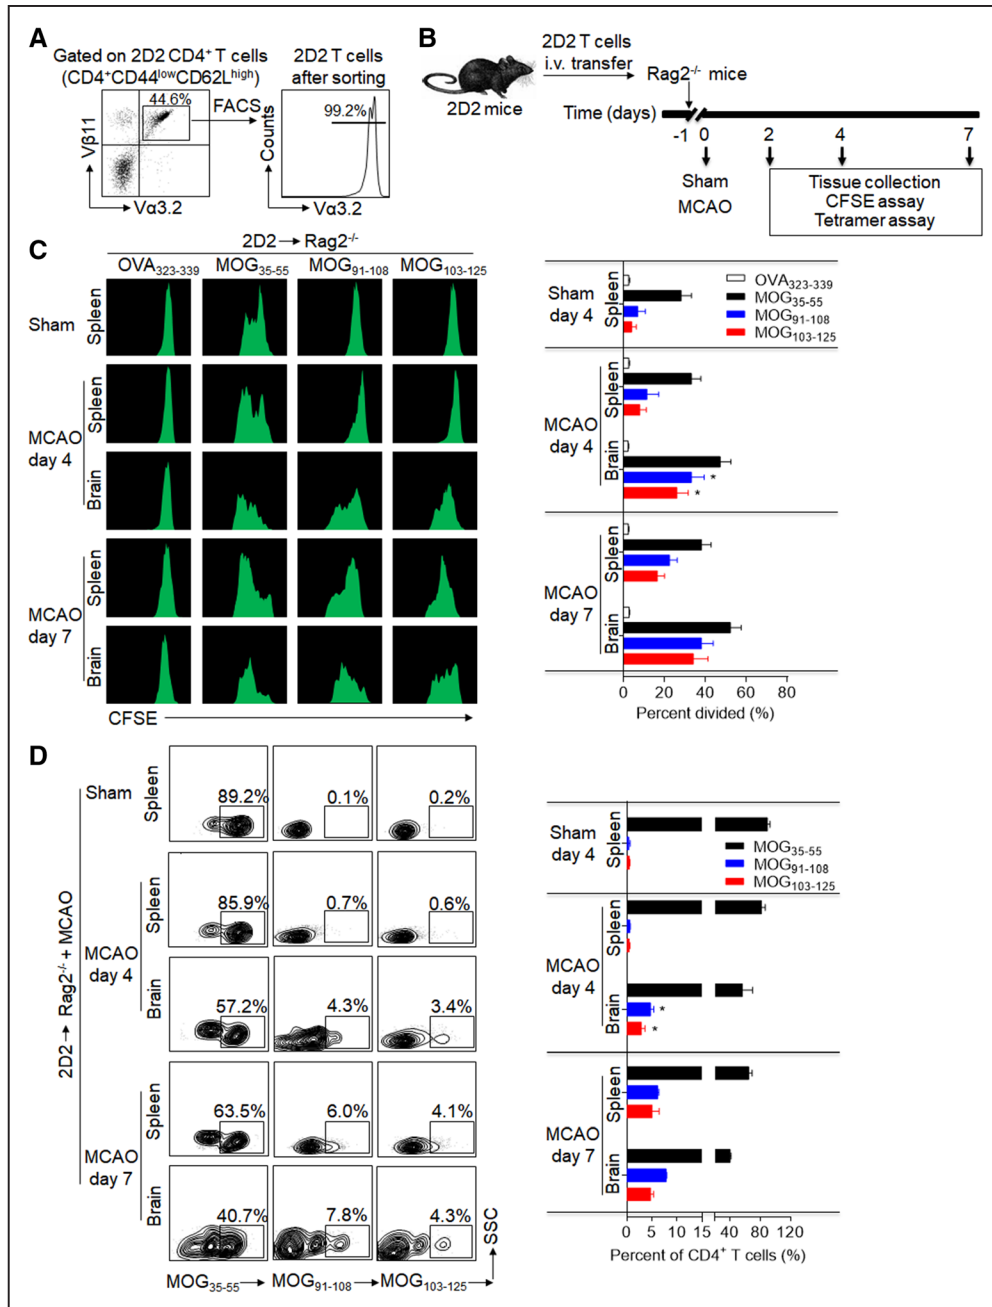 A
Gated on 2D2 CD4⁺ T cells
(CD4⁺CD44ˡᵒʷCD62Lʰⁱᵍʰ)
44.6%
FACS
Vβ11
Vα3.2
2D2 T cells
after sorting
99.2%
Counts
Vα3.2
B
2D2 T cells
i.v. transfer
2D2 mice
Rag2⁻/⁻ mice
Time (days)
-1 0 2 4 7
Sham
MCAO
Tissue collection
CFSE assay
Tetramer assay
C
2D2 → Rag2⁻/⁻
OVA323-339 MOG35-55 MOG91-108 MOG103-125
Sham
Spleen
MCAO
day 4
Spleen
Brain
MCAO
day 7
Spleen
Brain
CFSE
OVA323-339
MOG35-55
MOG91-108
MOG103-125
Sham
day 4
Spleen
MCAO
day 4
Spleen
Brain
* 
*
MCAO
day 7
Spleen
Brain
0 20 40 60 80
Percent divided (%)
D
2D2 → Rag2⁻/⁻ + MCAO
Sham
Spleen
89.2% 0.1% 0.2%
MCAO
day 4
Spleen
85.9% 0.7% 0.6%
Brain
57.2% 4.3% 3.4%
MCAO
day 7
Spleen
63.5% 6.0% 4.1%
Brain
40.7% 7.8% 4.3%
SSC
MOG35-55 MOG91-108 MOG103-125
Sham
day 4
Spleen
MOG35-55
MOG91-108
MOG103-125
MCAO
day 4
Spleen
Brain
*
*
MCAO
day 7
Spleen
Brain
0 5 10 15 40 80 120
Percent of CD4⁺ T cells (%)